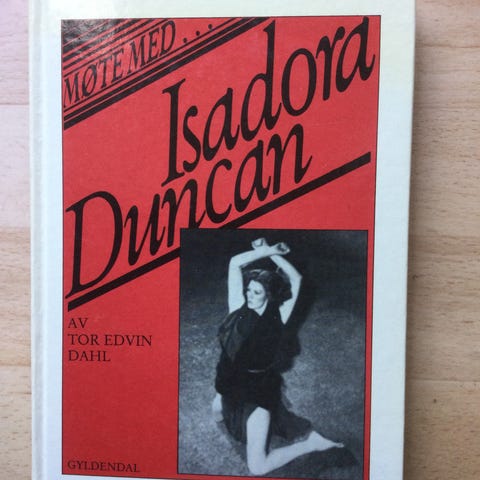 MØTE MED...
Isadora
Duncan
AV
TOR EDVIN
DAHL
GYLDENDAL